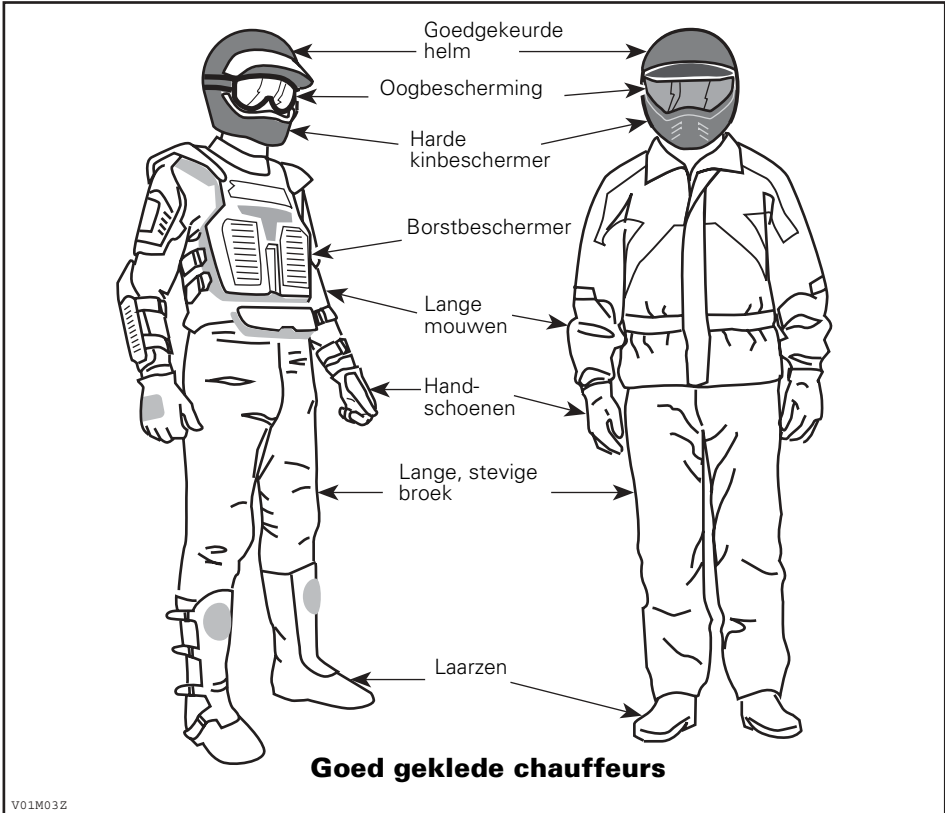 Goedgekeurde
helm
Oogbescherming
Harde
kinbeschermer
Borstbeschermer
Lange
mouwen
Hand-
schoenen
Lange, stevige
broek
Laarzen
Goed geklede chauffeurs
V01M03Z